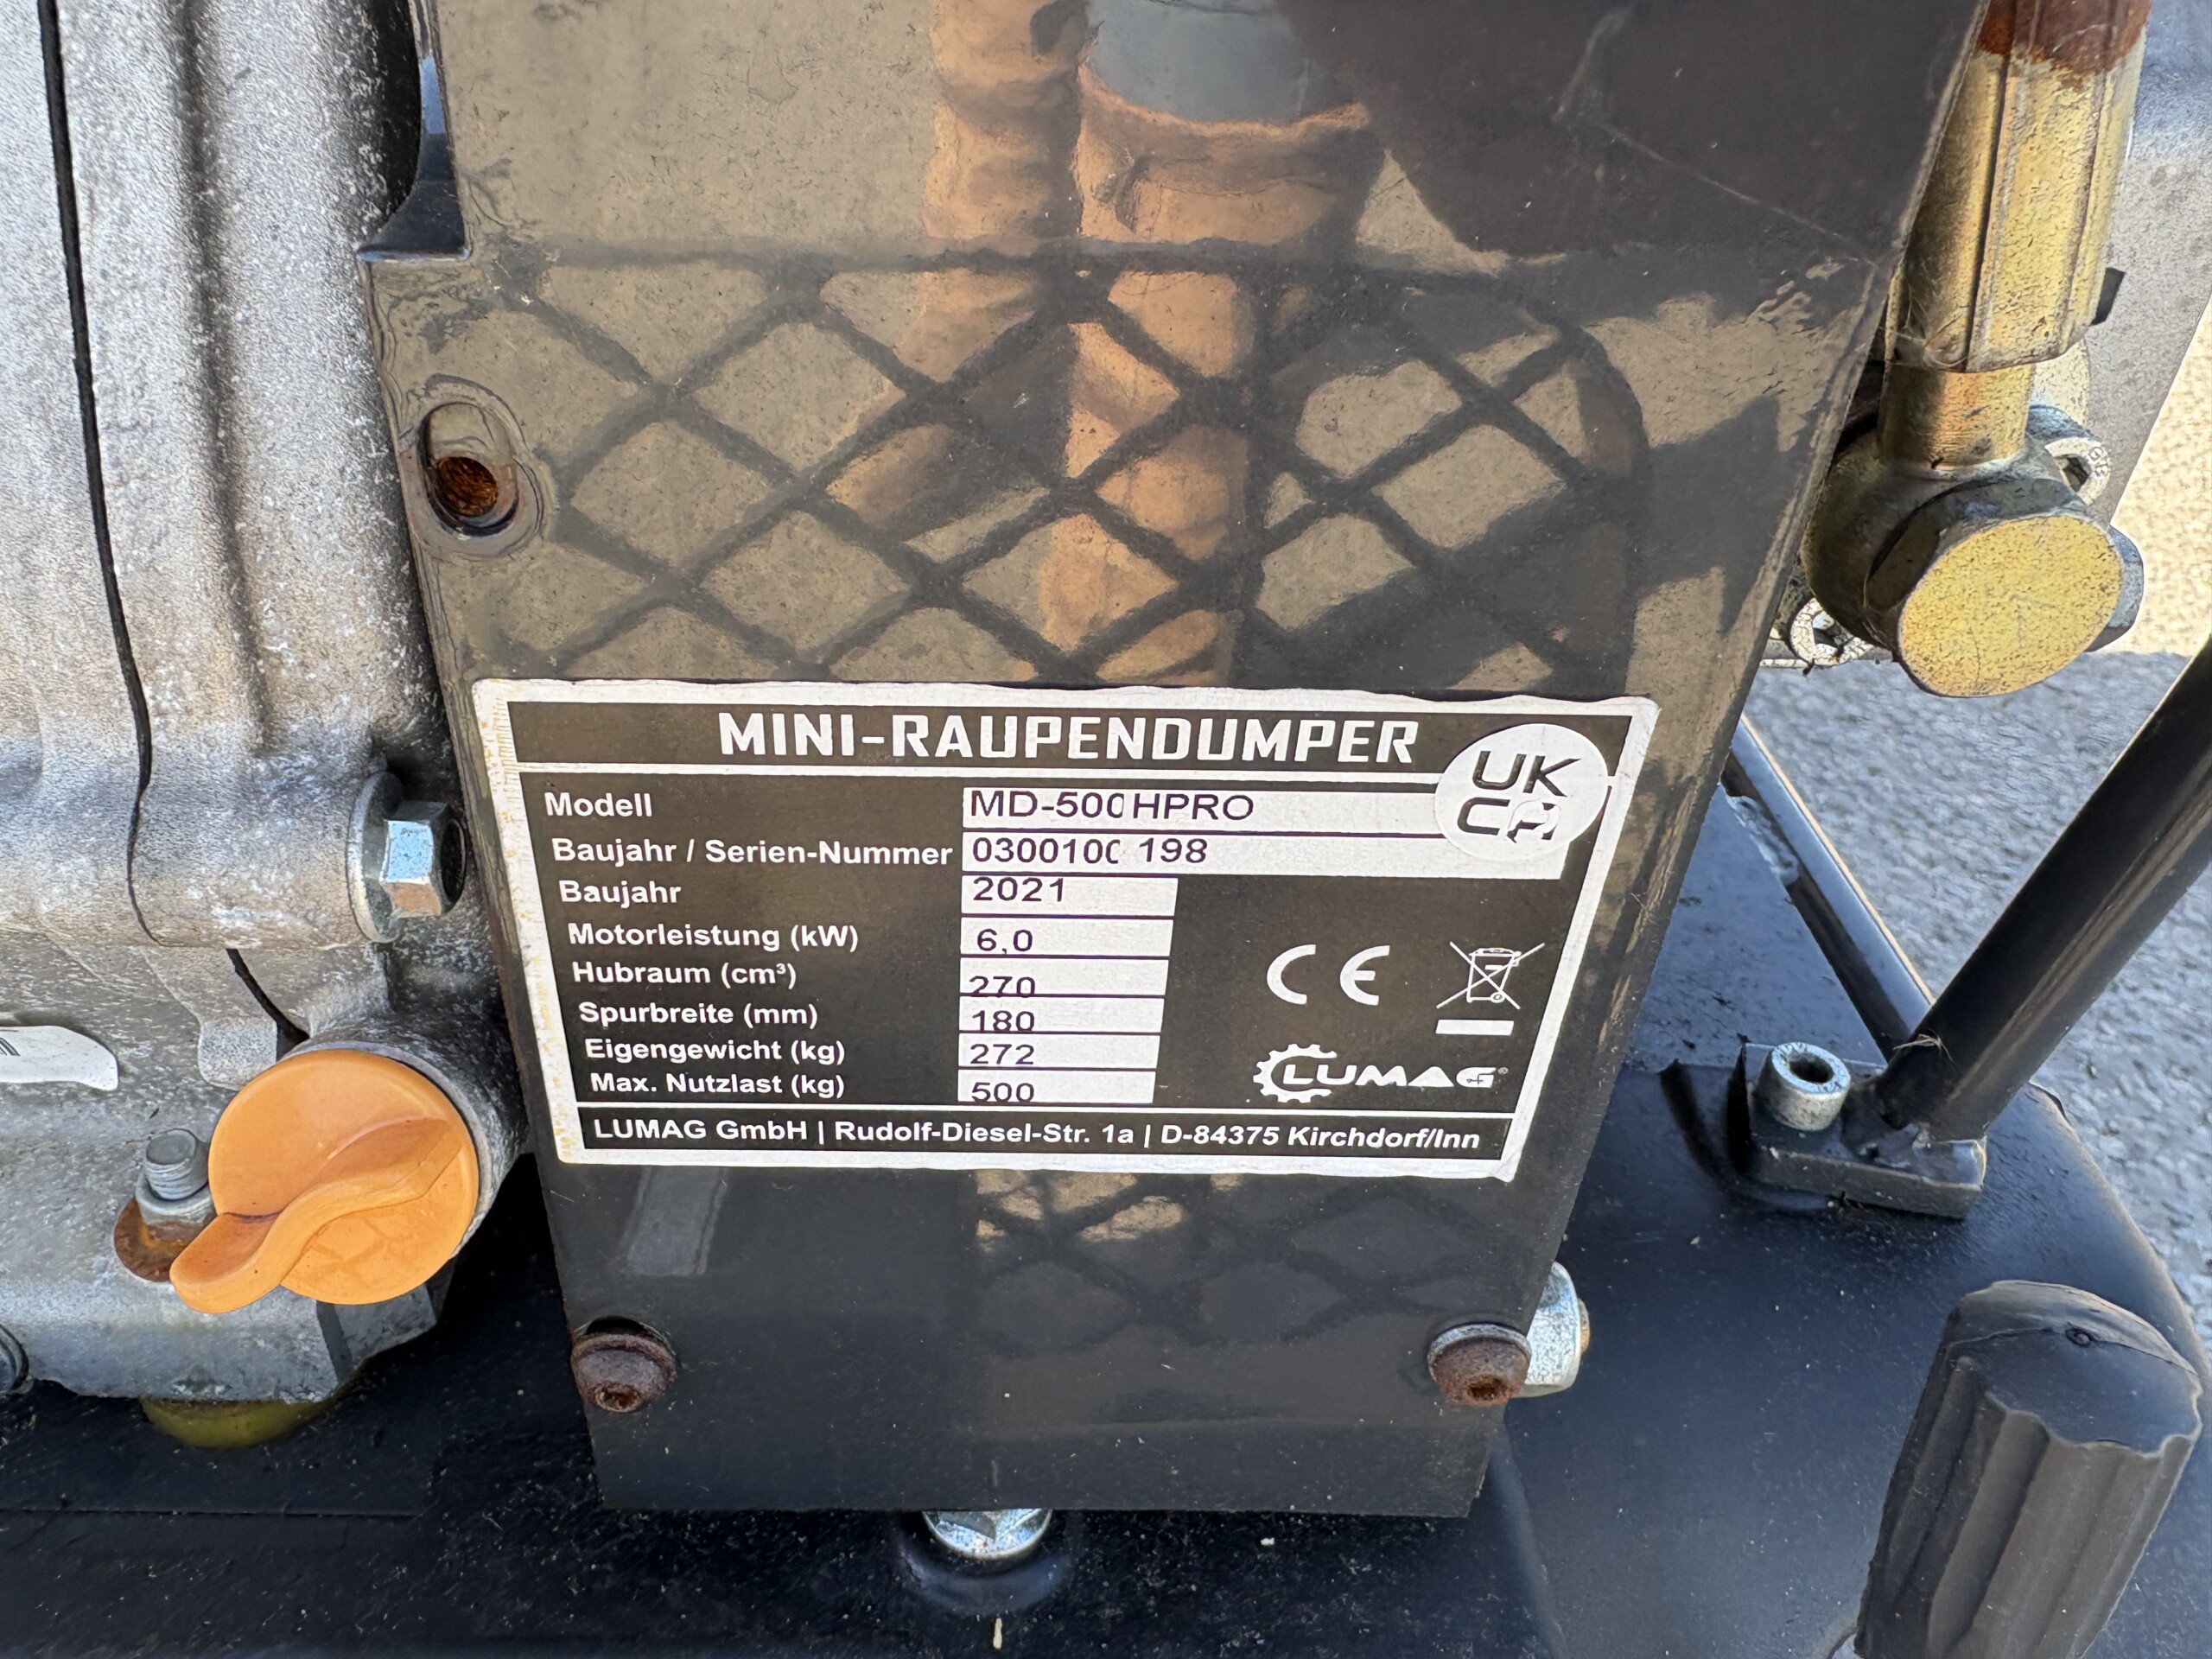 MINI-RAUPENDUMPER
UK
CA
Modell MD-500HPRO
Baujahr / Serien-Nummer 0300100 198
Baujahr 2021
Motorleistung (kW) 6,0
Hubraum (cm³) 270
Spurbreite (mm) 180
Eigengewicht (kg) 272
Max. Nutzlast (kg) 500
CE
LUMAG®
LUMAG GmbH | Rudolf-Diesel-Str. 1a | D-84375 Kirchdorf/Inn